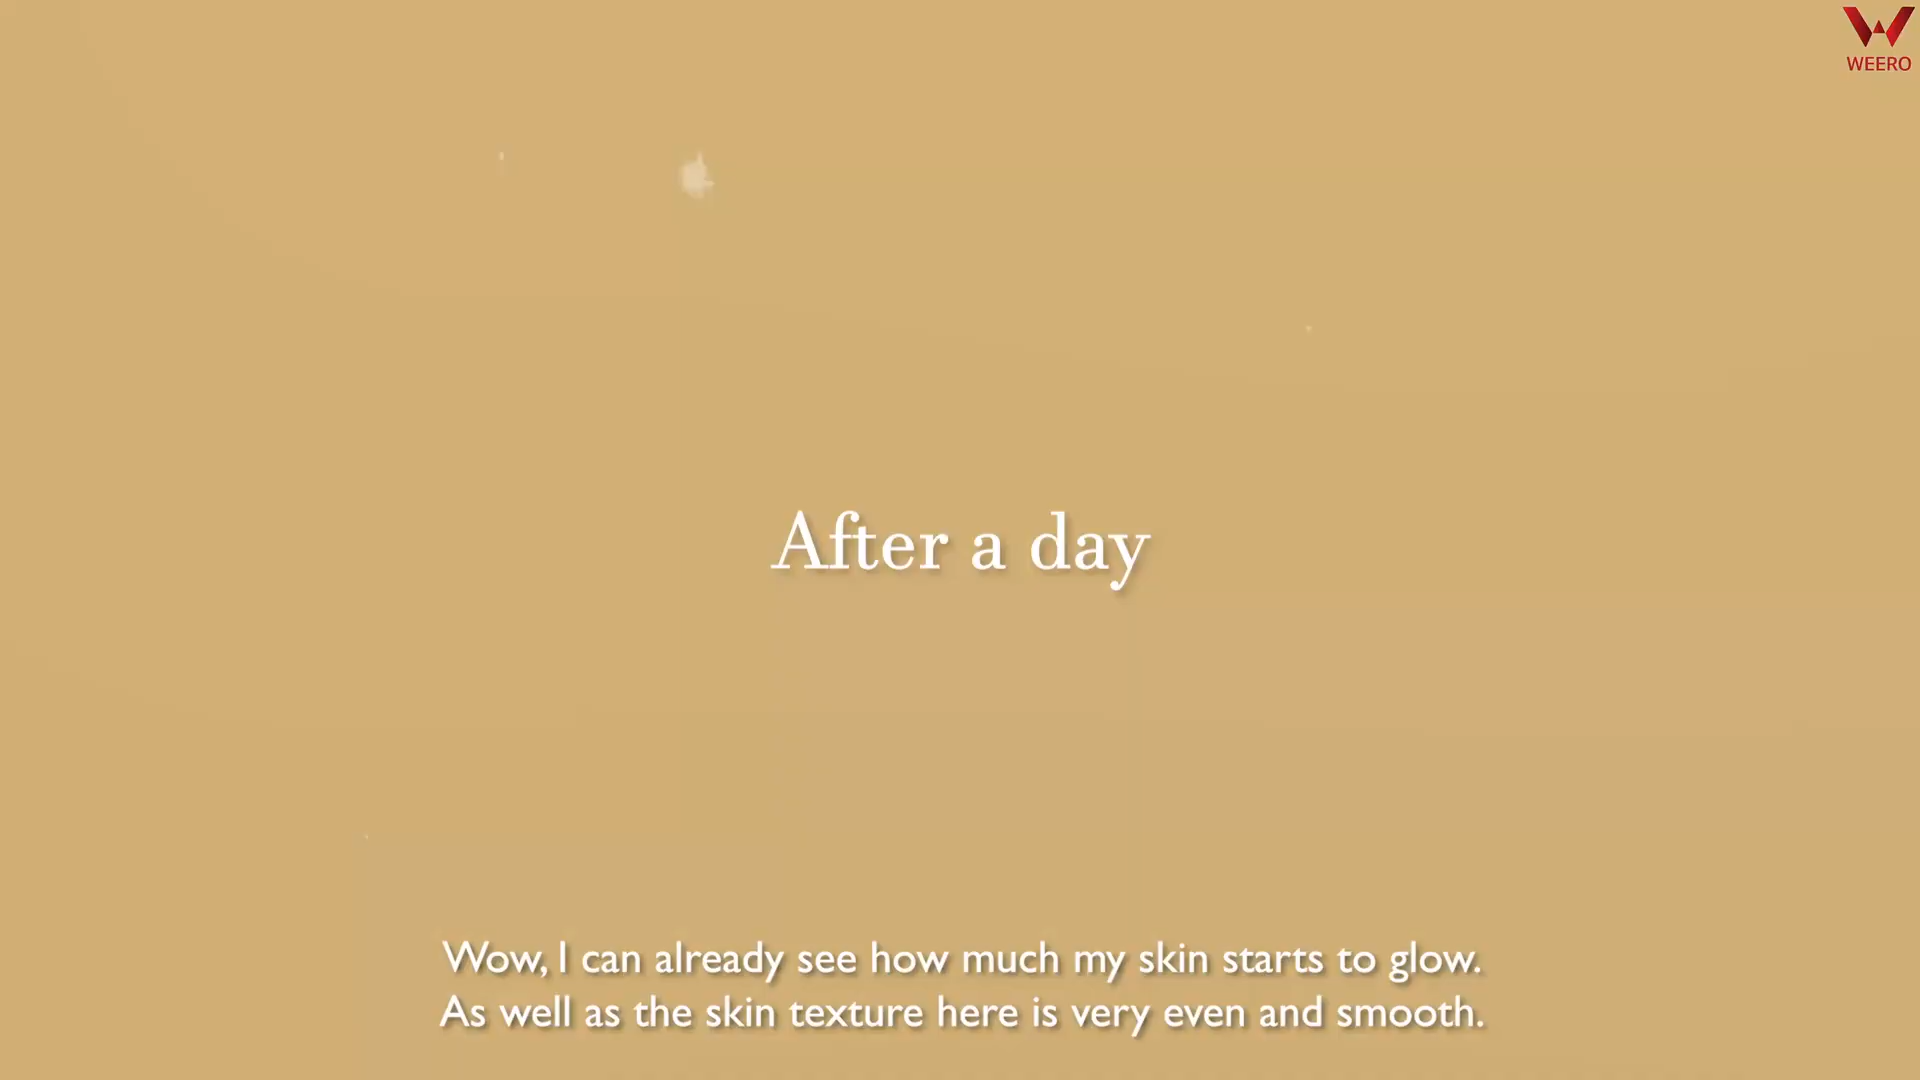 WEERO
After a day
Wow, I can already see how much my skin starts to glow.
As well as the skin texture here is very even and smooth.